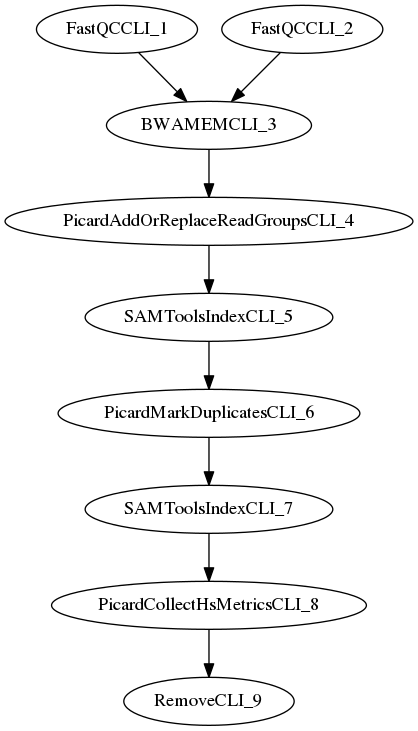 FastQCCLI_1
FastQCCLI_2
BWAMEMCLI_3
PicardAddOrReplaceReadGroupsCLI_4
SAMToolsIndexCLI_5
PicardMarkDuplicatesCLI_6
SAMToolsIndexCLI_7
PicardCollectHsMetricsCLI_8
RemoveCLI_9